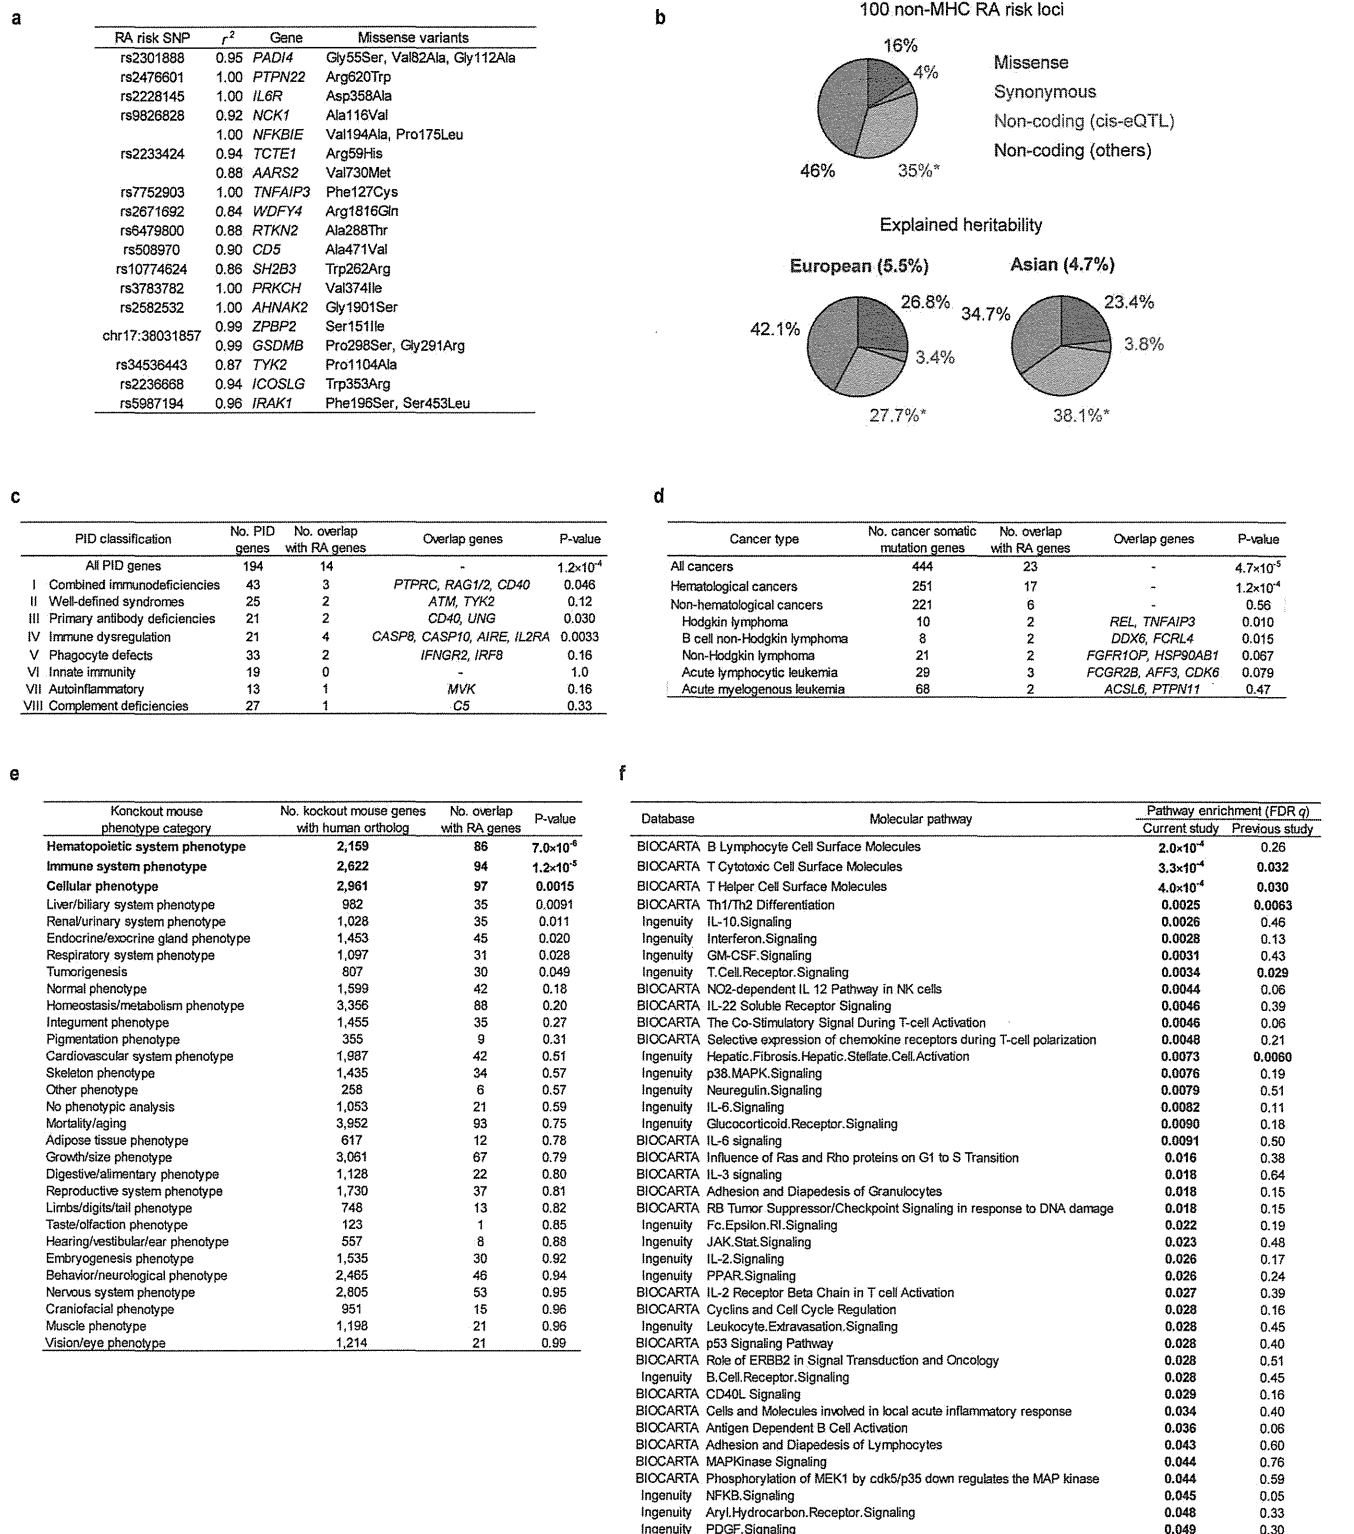 a
RA risk SNP r² Gene Missense variants
rs2301888 0.95 PADI4 Gly55Ser, Val82Ala, Gly112Ala
rs2476601 1.00 PTPN22 Arg620Trp
rs2228145 1.00 IL6R Asp358Ala
rs9826828 0.92 NCK1 Ala116Val
1.00 NFKBIE Val194Ala, Pro175Leu
rs2233424 0.94 TCTE1 Arg59His
0.88 AARS2 Val730Met
rs7752903 1.00 TNFAIP3 Phe127Cys
rs2671692 0.84 WDFY4 Arg1816Gln
rs6479800 0.88 RTKN2 Ala288Thr
rs508970 0.90 CD5 Ala471Val
rs10774624 0.86 SH2B3 Trp262Arg
rs3783782 1.00 PRKCH Val374Ile
rs2582532 1.00 AHNAK2 Gly1901Ser
chr17:38031857 0.99 ZPBP2 Ser151Ile
0.99 GSDMB Pro298Ser, Gly291Arg
rs34536443 0.87 TYK2 Pro1104Ala
rs2236668 0.94 ICOSLG Trp353Arg
rs5987194 0.96 IRAK1 Phe196Ser, Ser453Leu
b
100 non-MHC RA risk loci
16%
4%
46%
35%*
Missense
Synonymous
Non-coding (cis-eQTL)
Non-coding (others)
Explained heritability
European (5.5%) Asian (4.7%)
26.8%
42.1%
3.4%
27.7%*
34.7%
23.4%
3.8%
38.1%*
c
PID classification No. PID genes No. overlap with RA genes Overlap genes P-value
All PID genes 194 14 - 1.2×10⁻⁴
I Combined immunodeficiencies 43 3 PTPRC, RAG1/2, CD40 0.046
II Well-defined syndromes 25 2 ATM, TYK2 0.12
III Primary antibody deficiencies 21 2 CD40, UNG 0.030
IV Immune dysregulation 21 4 CASP8, CASP10, AIRE, IL2RA 0.0033
V Phagocyte defects 33 2 IFNGR2, IRF8 0.16
VI Innate immunity 19 0 - 1.0
VII Autoinflammatory 13 1 MVK 0.16
VIII Complement deficiencies 27 1 C5 0.33
d
Cancer type No. cancer somatic mutation genes No. overlap with RA genes Overlap genes P-value
All cancers 444 23 - 4.7×10⁻⁵
Hematological cancers 251 17 - 1.2×10⁻⁴
Non-hematological cancers 221 6 - 0.56
Hodgkin lymphoma 10 2 REL, TNFAIP3 0.010
B cell non-Hodgkin lymphoma 8 2 DDX6, FCRL4 0.015
Non-Hodgkin lymphoma 21 2 FGFR1OP, HSP90AB1 0.067
Acute lymphocytic leukemia 29 3 FCGR2B, AFF3, CDK6 0.079
Acute myelogenous leukemia 68 2 ACSL6, PTPN11 0.47
e
Konckout mouse phenotype category No. kockout mouse genes with human ortholog No. overlap with RA genes P-value
Hematopoietic system phenotype 2,159 86 7.0×10⁻⁶
Immune system phenotype 2,622 94 1.2×10⁻⁵
Cellular phenotype 2,961 97 0.0015
Liver/biliary system phenotype 982 35 0.0091
Renal/urinary system phenotype 1,028 35 0.011
Endocrine/exocrine gland phenotype 1,453 45 0.020
Respiratory system phenotype 1,097 31 0.028
Tumorigenesis 807 30 0.049
Normal phenotype 1,599 42 0.18
Homeostasis/metabolism phenotype 3,356 88 0.20
Integument phenotype 1,455 35 0.27
Pigmentation phenotype 355 9 0.31
Cardiovascular system phenotype 1,987 42 0.51
Skeleton phenotype 1,435 34 0.57
Other phenotype 258 6 0.57
No phenotypic analysis 1,053 21 0.59
Mortality/aging 3,952 93 0.75
Adipose tissue phenotype 617 12 0.78
Growth/size phenotype 3,061 67 0.79
Digestive/alimentary phenotype 1,128 22 0.80
Reproductive system phenotype 1,730 37 0.81
Limbs/digits/tail phenotype 748 13 0.82
Taste/olfaction phenotype 123 1 0.85
Hearing/vestibular/ear phenotype 557 8 0.88
Embryogenesis phenotype 1,535 30 0.92
Behavior/neurological phenotype 2,465 46 0.94
Nervous system phenotype 2,805 53 0.95
Craniofacial phenotype 951 15 0.96
Muscle phenotype 1,198 21 0.96
Vision/eye phenotype 1,214 21 0.99
f
Database Molecular pathway Pathway enrichment (FDR q)
Current study Previous study
BIOCARTA B Lymphocyte Cell Surface Molecules 2.0×10⁻⁴ 0.26
BIOCARTA T Cytotoxic Cell Surface Molecules 3.3×10⁻⁴ 0.032
BIOCARTA T Helper Cell Surface Molecules 4.0×10⁻⁴ 0.030
BIOCARTA Th1/Th2 Differentiation 0.0025 0.0063
Ingenuity IL-10.Signaling 0.0026 0.46
Ingenuity Interferon.Signaling 0.0028 0.13
Ingenuity GM-CSF.Signaling 0.0031 0.43
Ingenuity T.Cell.Receptor.Signaling 0.0034 0.029
BIOCARTA NO2-dependent IL 12 Pathway in NK cells 0.0044 0.06
BIOCARTA IL-22 Soluble Receptor Signaling 0.0046 0.39
BIOCARTA The Co-Stimulatory Signal During T-cell Activation 0.0046 0.06
BIOCARTA Selective expression of chemokine receptors during T-cell polarization 0.0048 0.21
Ingenuity Hepatic.Fibrosis.Hepatic.Stellate.Cell.Activation 0.0073 0.0060
Ingenuity p38.MAPK.Signaling 0.0076 0.19
Ingenuity Neuregulin.Signaling 0.0079 0.51
Ingenuity IL-6.Signaling 0.0082 0.11
Ingenuity Glucocorticoid.Receptor.Signaling 0.0090 0.18
BIOCARTA IL-6 signaling 0.0091 0.50
BIOCARTA Influence of Ras and Rho proteins on G1 to S Transition 0.016 0.38
BIOCARTA IL-3 signaling 0.018 0.64
BIOCARTA Adhesion and Diapedesis of Granulocytes 0.018 0.15
BIOCARTA RB Tumor Suppressor/Checkpoint Signaling in response to DNA damage 0.018 0.15
Ingenuity Fc.Epsilon.RI.Signaling 0.022 0.19
Ingenuity JAK.Stat.Signaling 0.023 0.48
Ingenuity IL-2.Signaling 0.026 0.17
Ingenuity PPAR.Signaling 0.026 0.24
BIOCARTA IL-2 Receptor Beta Chain in T cell Activation 0.027 0.39
BIOCARTA Cyclins and Cell Cycle Regulation 0.028 0.16
Ingenuity Leukocyte.Extravasation.Signaling 0.028 0.45
BIOCARTA p53 Signaling Pathway 0.028 0.40
BIOCARTA Role of ERBB2 in Signal Transduction and Oncology 0.028 0.51
Ingenuity B.Cell.Receptor.Signaling 0.028 0.45
BIOCARTA CD40L Signaling 0.029 0.16
BIOCARTA Cells and Molecules involved in local acute inflammatory response 0.034 0.40
BIOCARTA Antigen Dependent B Cell Activation 0.036 0.06
BIOCARTA Adhesion and Diapedesis of Lymphocytes 0.043 0.60
BIOCARTA MAPKinase Signaling 0.044 0.76
BIOCARTA Phosphorylation of MEK1 by cdk5/p35 down regulates the MAP kinase 0.044 0.59
Ingenuity NFKB.Signaling 0.045 0.05
Ingenuity Aryl.Hydrocarbon.Receptor.Signaling 0.048 0.33
Ingenuity PDGF.Signaling 0.049 0.30